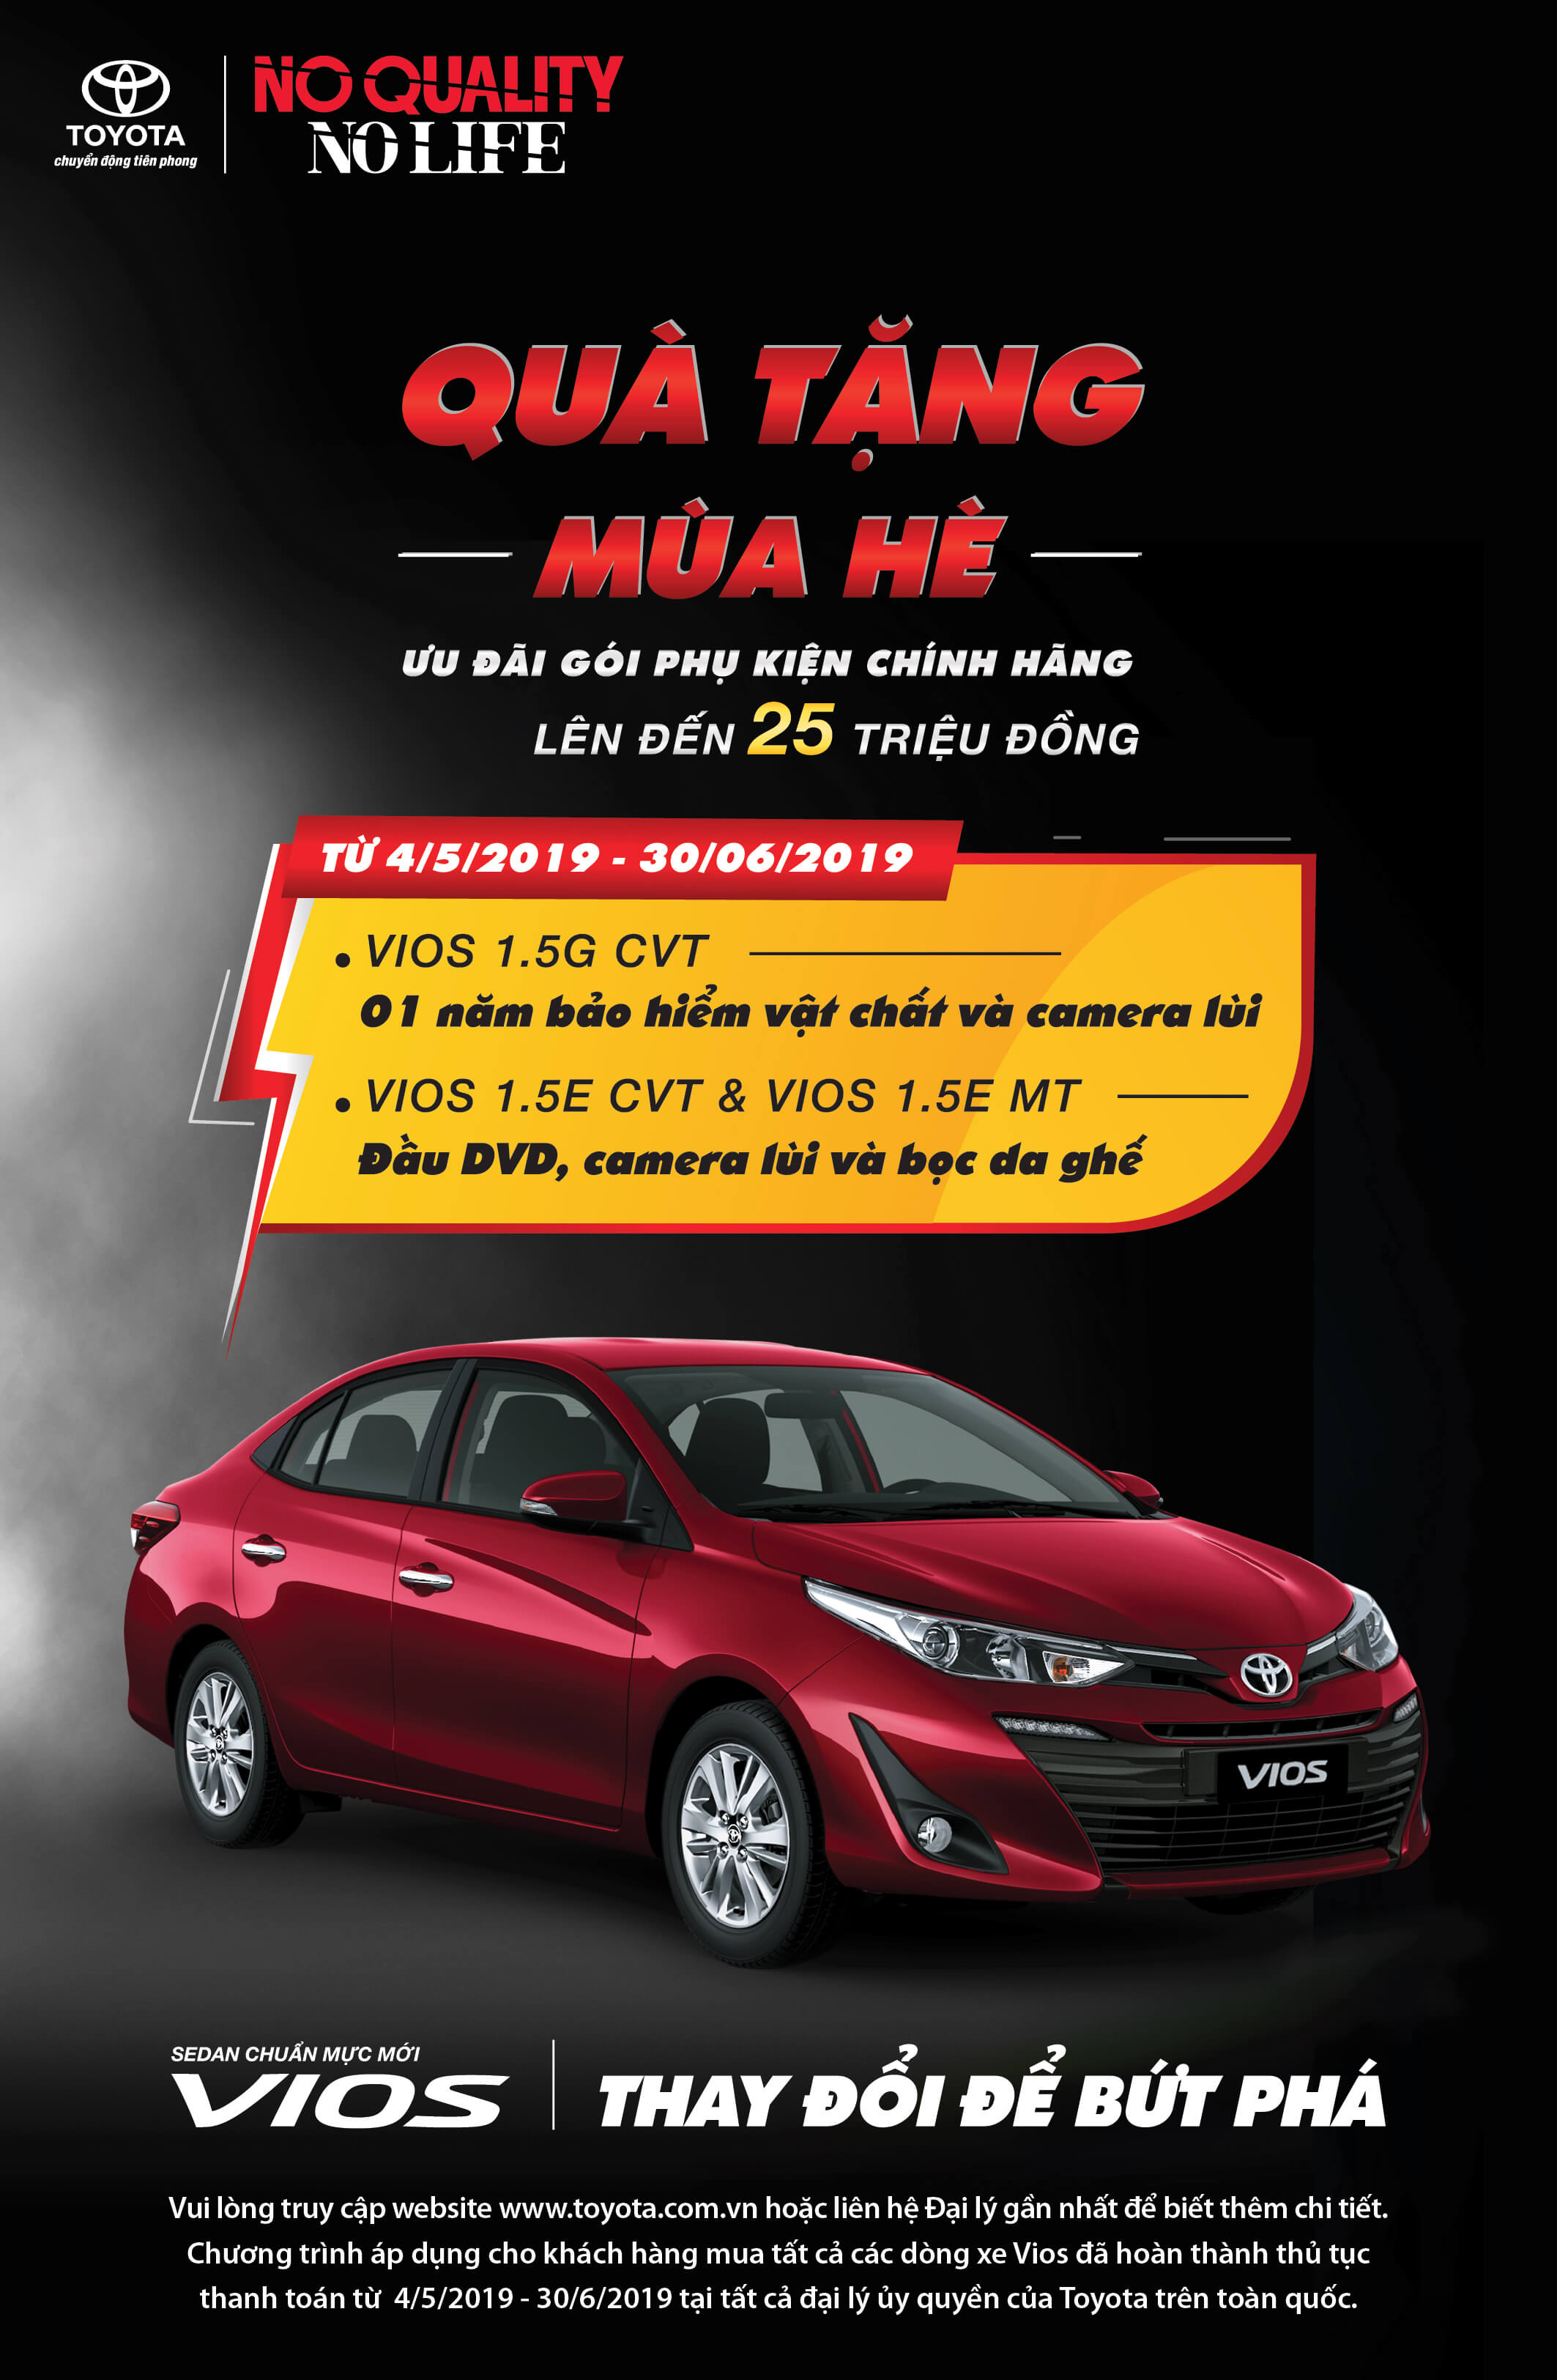 TOYOTA
chuyển động tiên phong
NO QUALITY
NO LIFE
QUÀ TẶNG
MÙA HÈ
ƯU ĐÃI GÓI PHỤ KIỆN CHÍNH HÃNG
LÊN ĐẾN 25 TRIỆU ĐỒNG
TỪ 4/5/2019 - 30/06/2019
• VIOS 1.5G CVT
01 năm bảo hiểm vật chất và camera lùi
• VIOS 1.5E CVT & VIOS 1.5E MT
Đầu DVD, camera lùi và bọc da ghế
VIOS
SEDAN CHUẨN MỰC MỚI
VIOS
THAY ĐỔI ĐỂ BỨT PHÁ
Vui lòng truy cập website www.toyota.com.vn hoặc liên hệ Đại lý gần nhất để biết thêm chi tiết.
Chương trình áp dụng cho khách hàng mua tất cả các dòng xe Vios đã hoàn thành thủ tục
thanh toán từ 4/5/2019 - 30/6/2019 tại tất cả đại lý ủy quyền của Toyota trên toàn quốc.